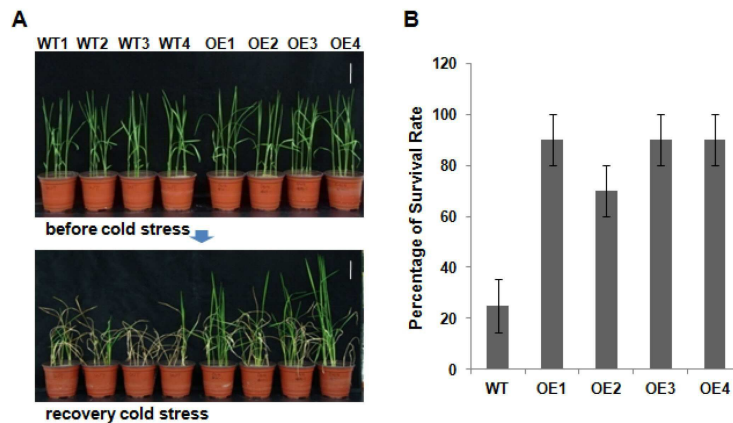 A
WT1 WT2 WT3 WT4 OE1 OE2 OE3 OE4
before cold stress
recovery cold stress
B
Percentage of Survival Rate
120
100
80
60
40
20
0
WT OE1 OE2 OE3 OE4